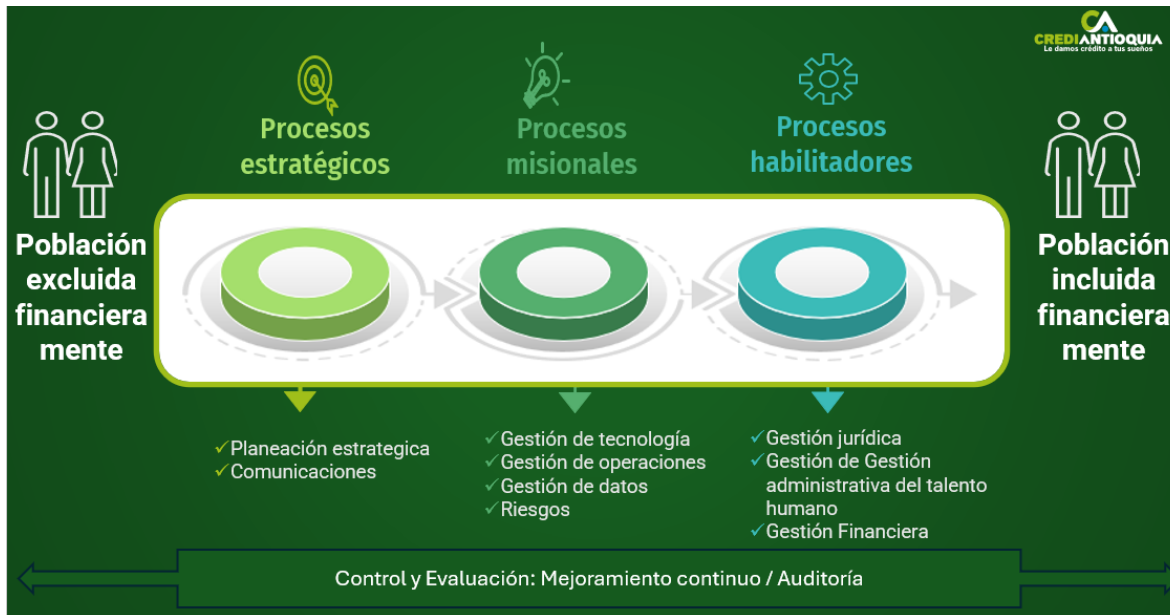 CA
CREDIANTIOQUIA
Le damos crédito a tus sueños
Procesos
estratégicos
Procesos
misionales
Procesos
habilitadores
Población
excluida
financiera
mente
Población
incluida
financiera
mente
✓Planeación estrategica
✓Comunicaciones
✓Gestión de tecnología
✓Gestión de operaciones
✓Gestión de datos
✓Riesgos
✓Gestión jurídica
✓Gestión de Gestión
administrativa del talento
humano
✓Gestión Financiera
Control y Evaluación: Mejoramiento continuo / Auditoría